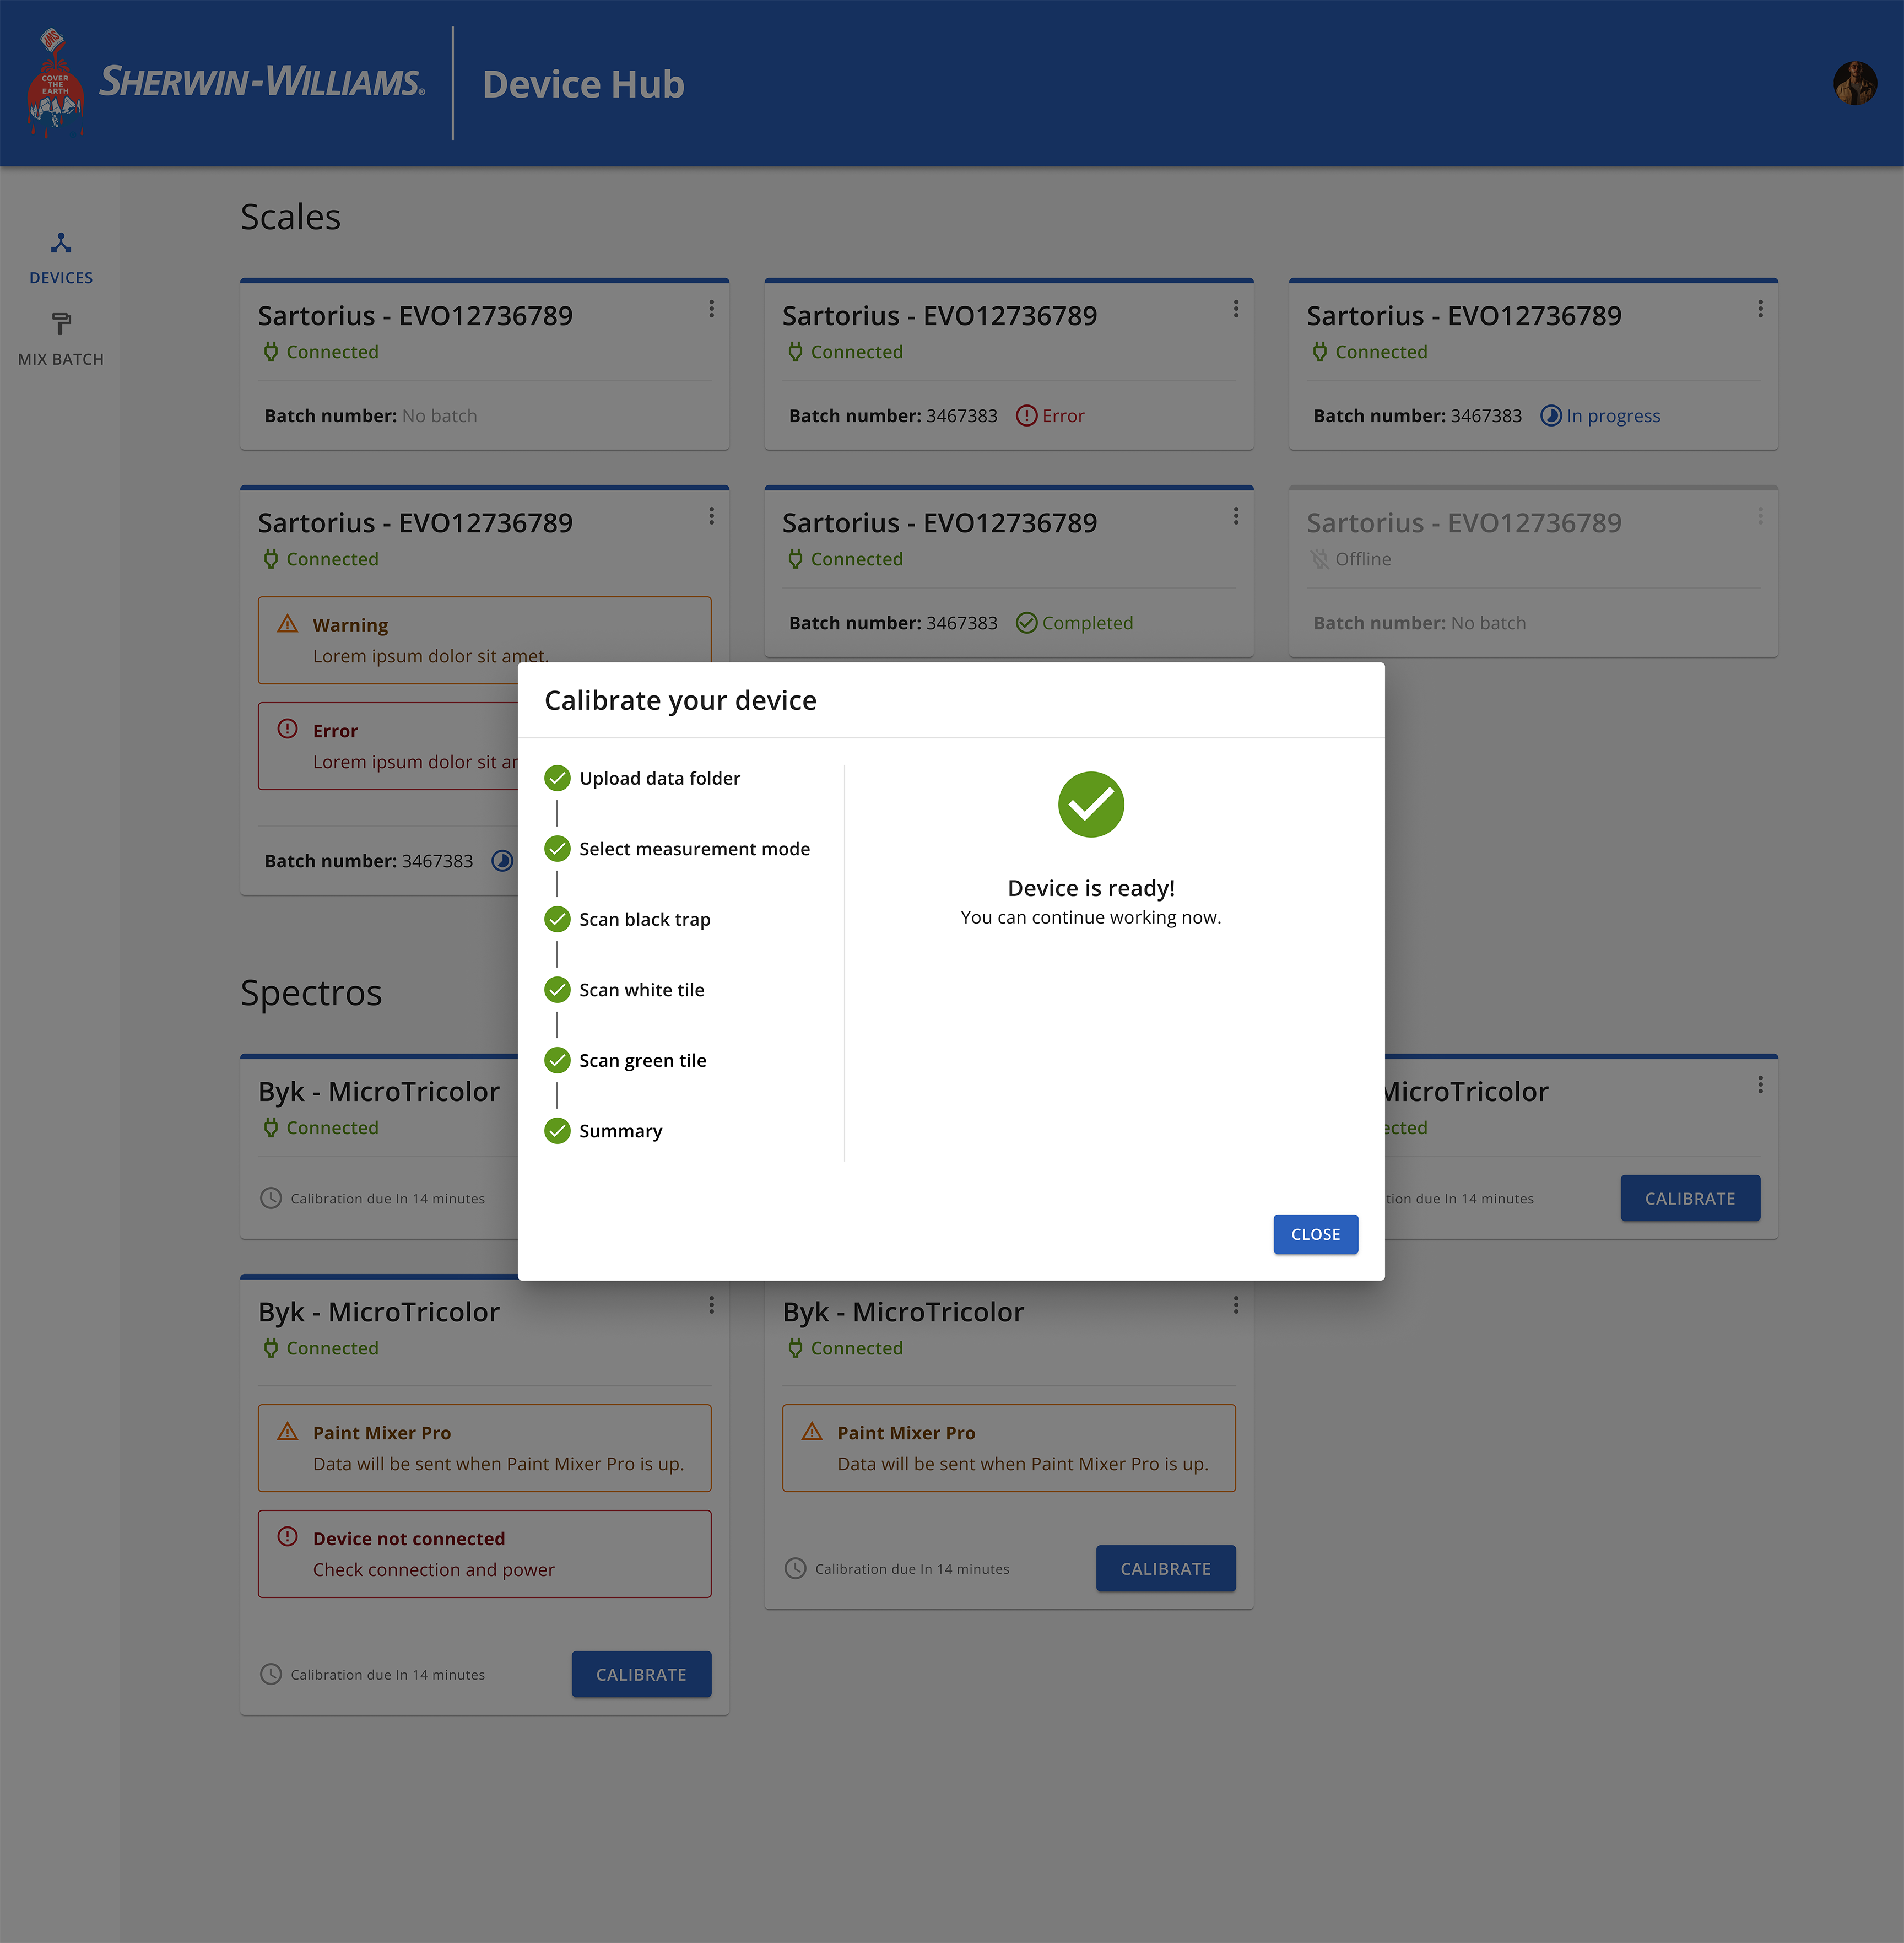 SWP
COVER
THE
EARTH
SHERWIN-WILLIAMS®
Device Hub
DEVICES
MIX BATCH
Scales
Sartorius - EVO12736789
Connected
Batch number: No batch
Sartorius - EVO12736789
Connected
Batch number: 3467383 Error
Sartorius - EVO12736789
Connected
Batch number: 3467383 In progress
Sartorius - EVO12736789
Connected
Warning
Lorem ipsum dolor sit amet.
Error
Lorem ipsum dolor sit
Batch number: 3467383
Sartorius - EVO12736789
Connected
Batch number: 3467383 Completed
Sartorius - EVO12736789
Offline
Batch number: No batch
Calibrate your device
Upload data folder
Select measurement mode
Scan black trap
Scan white tile
Scan green tile
Summary
Device is ready!
You can continue working now.
CLOSE
Spectros
Byk - MicroTricolor
Connected
Calibration due In 14 minutes
MicroTricolor
ected
tion due In 14 minutes
CALIBRATE
Byk - MicroTricolor
Connected
Paint Mixer Pro
Data will be sent when Paint Mixer Pro is up.
Device not connected
Check connection and power
Calibration due In 14 minutes
CALIBRATE
Byk - MicroTricolor
Connected
Paint Mixer Pro
Data will be sent when Paint Mixer Pro is up.
Calibration due In 14 minutes
CALIBRATE